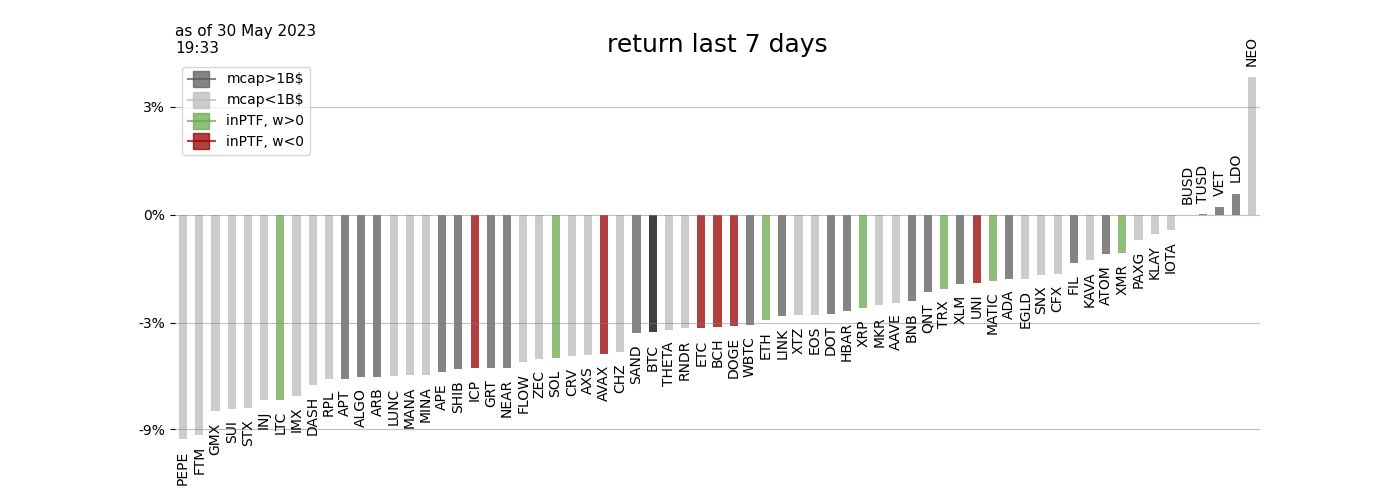 as of 30 May 2023
19:33
return last 7 days
mcap>1B$
mcap<1B$
inPTF, w>0
inPTF, w<0
3%
0%
-3%
-9%
PEPE
FTM
GMX
SUI
STX
INJ
LTC
IMX
DASH
RPL
APT
ALGO
ARB
LUNC
MANA
MINA
APE
SHIB
ICP
GRT
NEAR
FLOW
ZEC
SOL
CRV
AXS
AVAX
CHZ
SAND
BTC
THETA
RNDR
ETC
BCH
DOGE
WBTC
ETH
LINK
XTZ
EOS
DOT
HBAR
XRP
MKR
AAVE
BNB
QNT
TRX
XLM
UNI
MATIC
ADA
EGLD
SNX
CFX
FIL
KAVA
ATOM
XMR
PAXG
KLAY
IOTA
BUSD
TUSD
VET
LDO
NEO